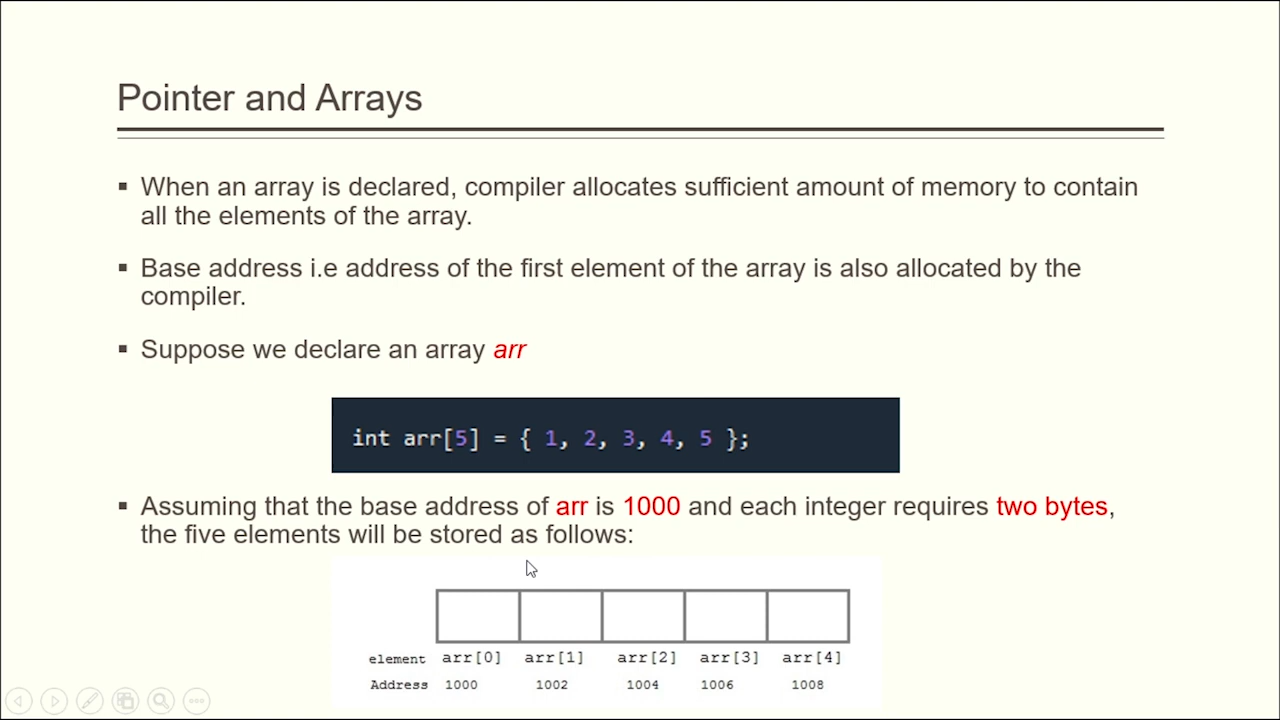 Pointer and Arrays
▪ When an array is declared, compiler allocates sufficient amount of memory to contain
all the elements of the array.
▪ Base address i.e address of the first element of the array is also allocated by the
compiler.
▪ Suppose we declare an array arr
int arr[5] = { 1, 2, 3, 4, 5 };
▪ Assuming that the base address of arr is 1000 and each integer requires two bytes,
the five elements will be stored as follows:
element arr[0] arr[1] arr[2] arr[3] arr[4]
Address 1000 1002 1004 1006 1008